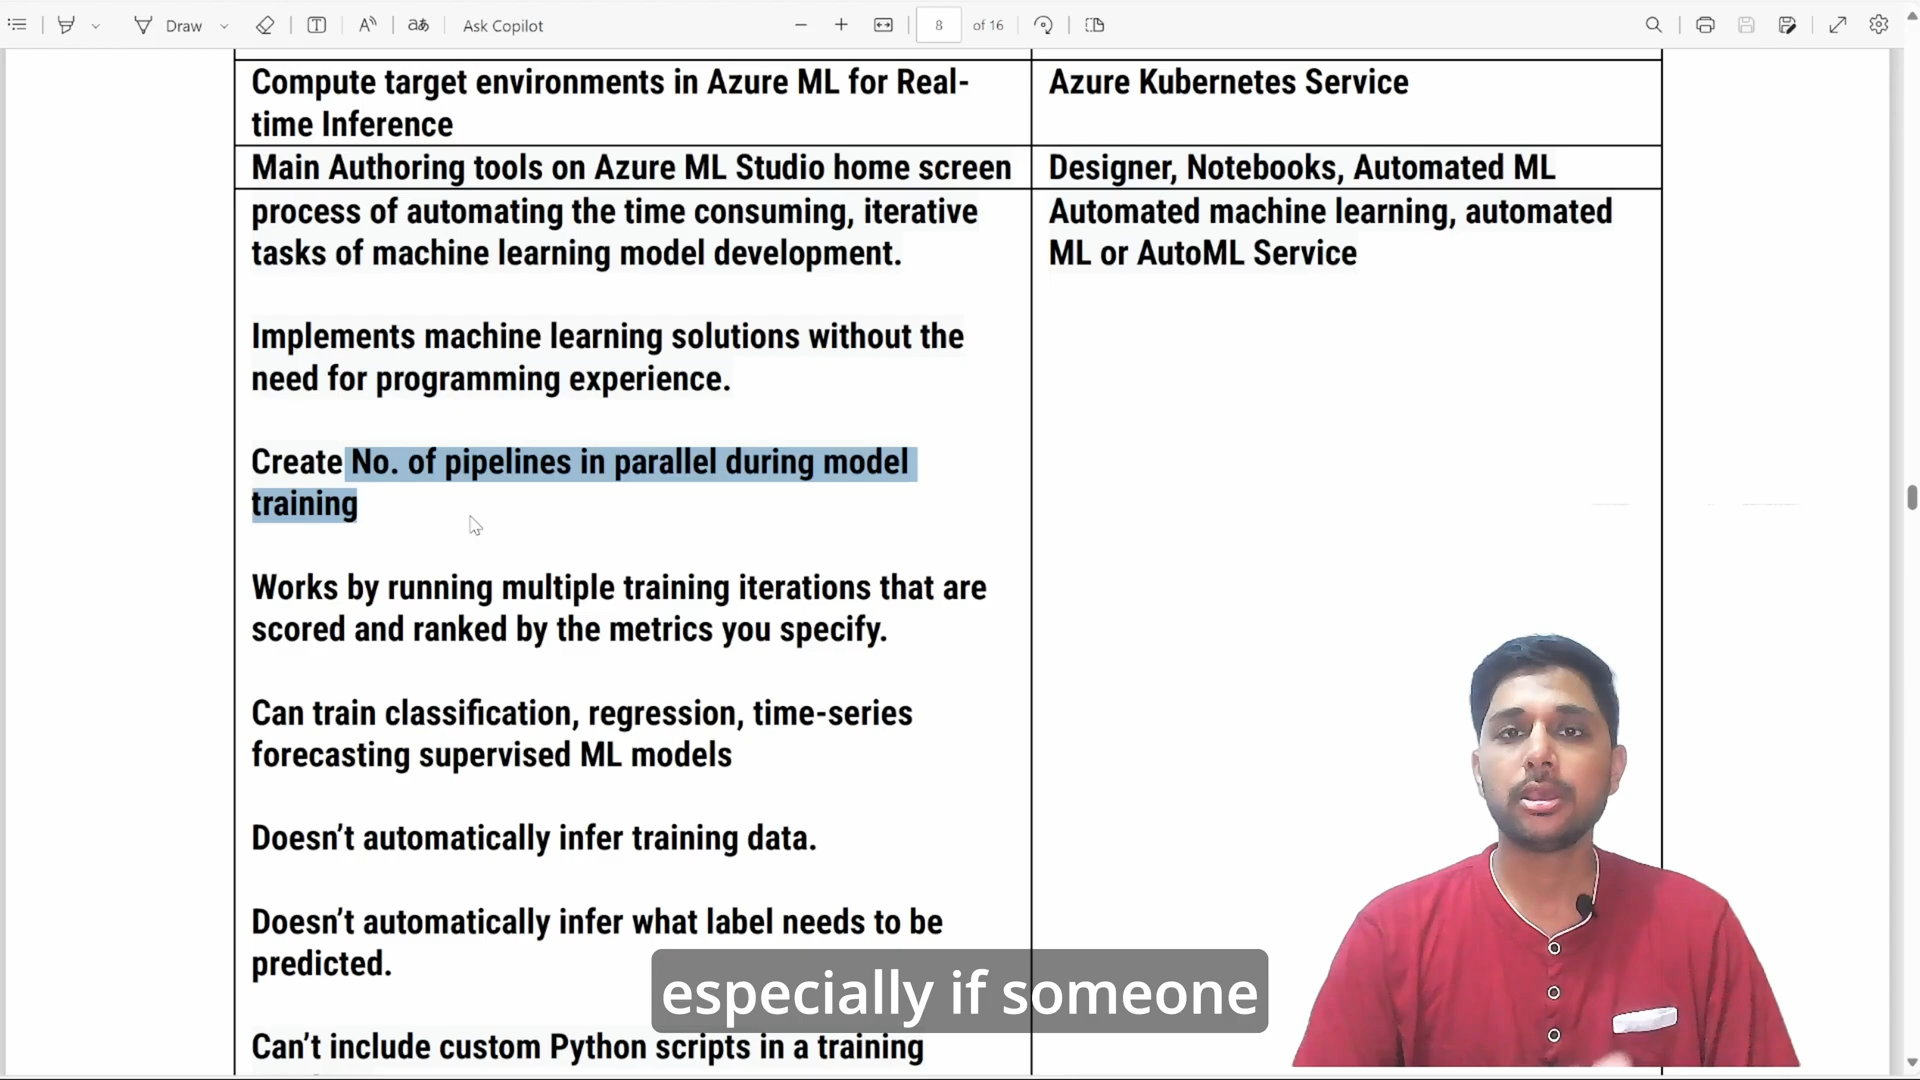 Draw
Ask Copilot
8
of 16
Compute target environments in Azure ML for Real-
time Inference
Azure Kubernetes Service
Main Authoring tools on Azure ML Studio home screen
Designer, Notebooks, Automated ML
process of automating the time consuming, iterative
tasks of machine learning model development.
Automated machine learning, automated
ML or AutoML Service
Implements machine learning solutions without the
need for programming experience.
Create No. of pipelines in parallel during model
training
Works by running multiple training iterations that are
scored and ranked by the metrics you specify.
Can train classification, regression, time-series
forecasting supervised ML models
Doesn’t automatically infer training data.
Doesn’t automatically infer what label needs to be
predicted.
Can’t include custom Python scripts in a training
especially if someone